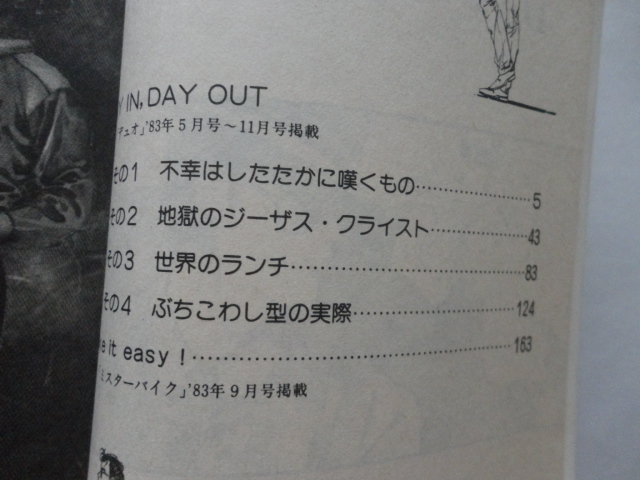 Y IN, DAY OUT
デュオ」'83年5月号～11月号掲載
その1 不幸はしたたかに嘆くもの 5
その2 地獄のジーザス・クライスト 43
その3 世界のランチ 83
その4 ぶちこわし型の実際 124
e it easy! 163
ミスターバイク」'83年9月号掲載